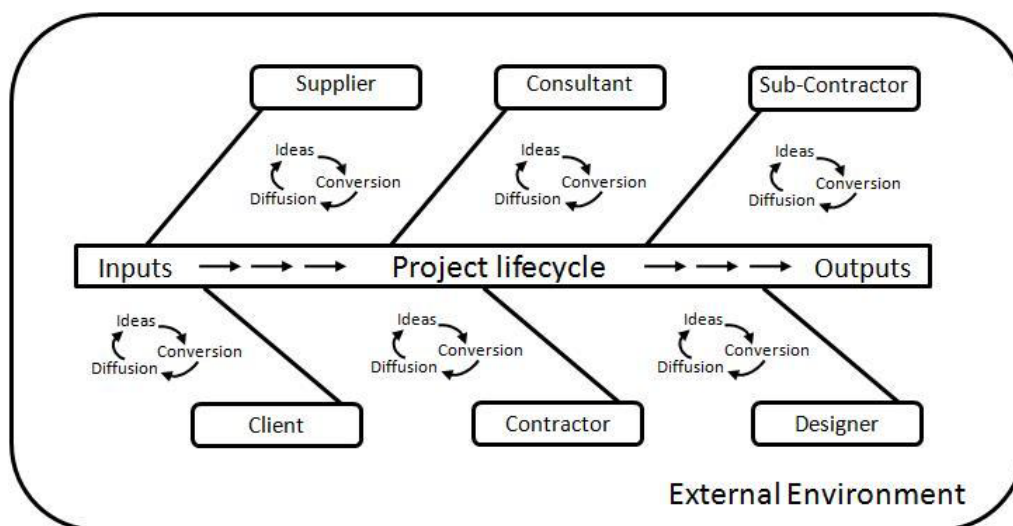 Supplier
Consultant
Sub-Contractor
Ideas
Conversion
Diffusion
Ideas
Conversion
Diffusion
Ideas
Conversion
Diffusion
Inputs Project lifecycle Outputs
Ideas
Conversion
Diffusion
Ideas
Conversion
Diffusion
Ideas
Conversion
Diffusion
Client
Contractor
Designer
External Environment